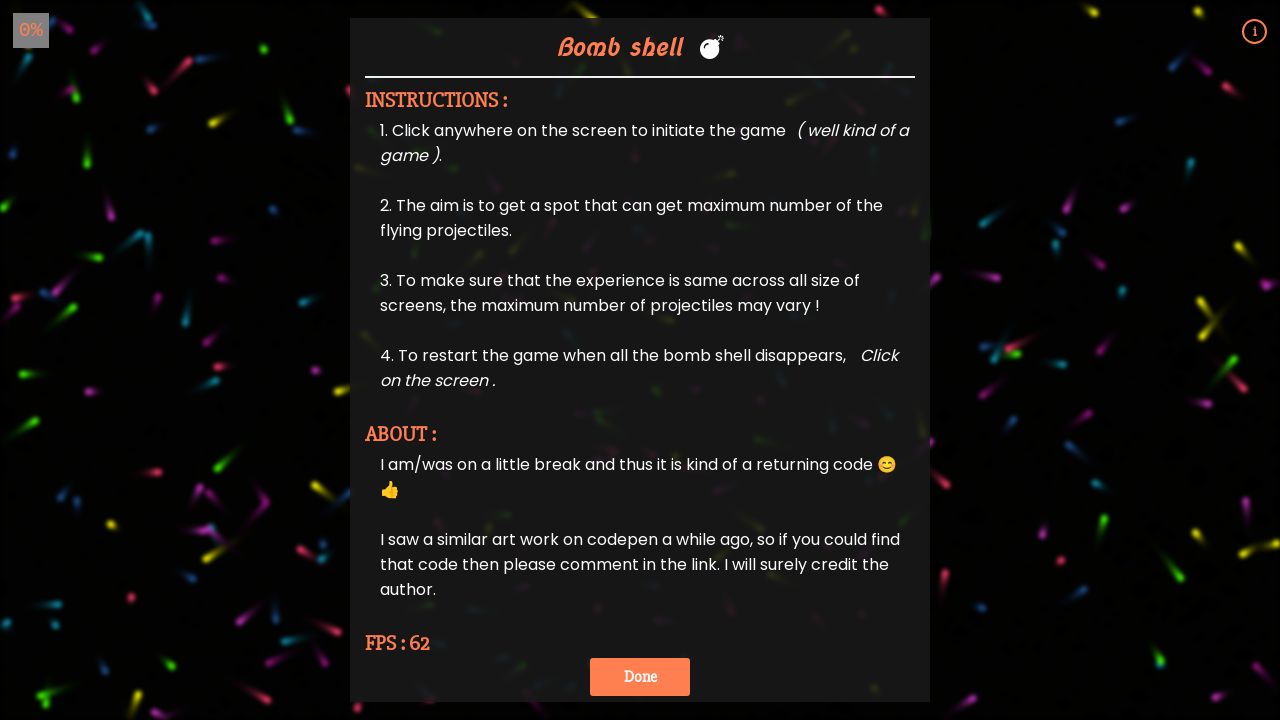 0%
i
Bomb shell 💣
INSTRUCTIONS :
1. Click anywhere on the screen to initiate the game ( well kind of a
game ).
2. The aim is to get a spot that can get maximum number of the
flying projectiles.
3. To make sure that the experience is same across all size of
screens, the maximum number of projectiles may vary !
4. To restart the game when all the bomb shell disappears, Click
on the screen .
ABOUT :
I am/was on a little break and thus it is kind of a returning code 😊
👍
I saw a similar art work on codepen a while ago, so if you could find
that code then please comment in the link. I will surely credit the
author.
FPS : 62
Done